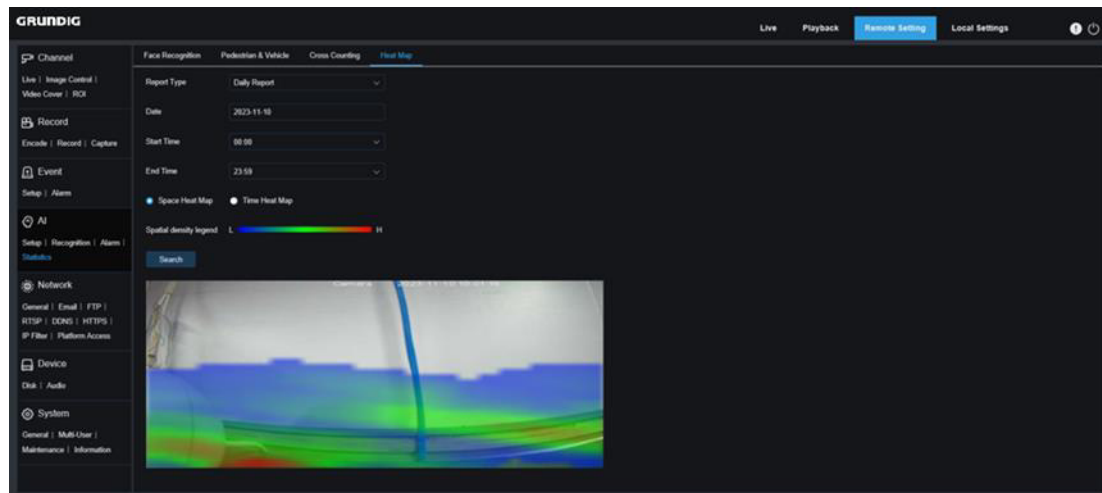 GRUNDIG
Live Playback Remote Setting Local Settings
Channel
Live | Image Control |
Video Cover | ROI
Record
Encode | Record | Capture
Event
Setup | Alarm
AI
Setup | Recognition | Alarm |
Statistics
Network
General | Email | FTP |
RTSP | DDNS | HTTPS |
IP Filter | Platform Access
Device
Disk | Audio
System
General | Multi-User |
Maintenance | Information
Face Recognition Pedestrian & Vehicle Cross Counting Heat Map
Report Type Daily Report
Date 2023-11-10
Start Time 00:00
End Time 23:59
Space Heat Map Time Heat Map
Spatial density legend L H
Search
Camera